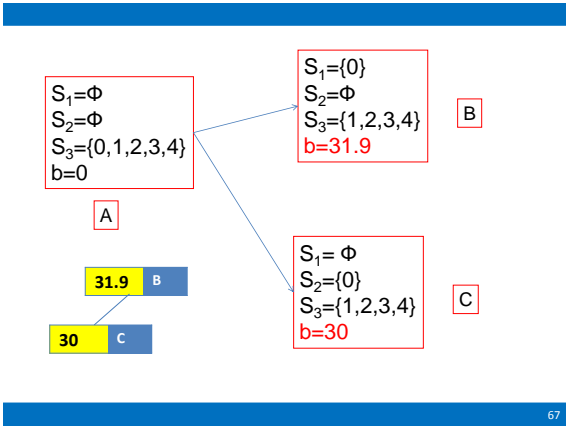 S₁=Φ
S₂=Φ
S₃={0,1,2,3,4}
b=0
A
S₁={0}
S₂=Φ
S₃={1,2,3,4}
b=31.9
B
S₁= Φ
S₂={0}
S₃={1,2,3,4}
b=30
C
31.9 B
30 C
67